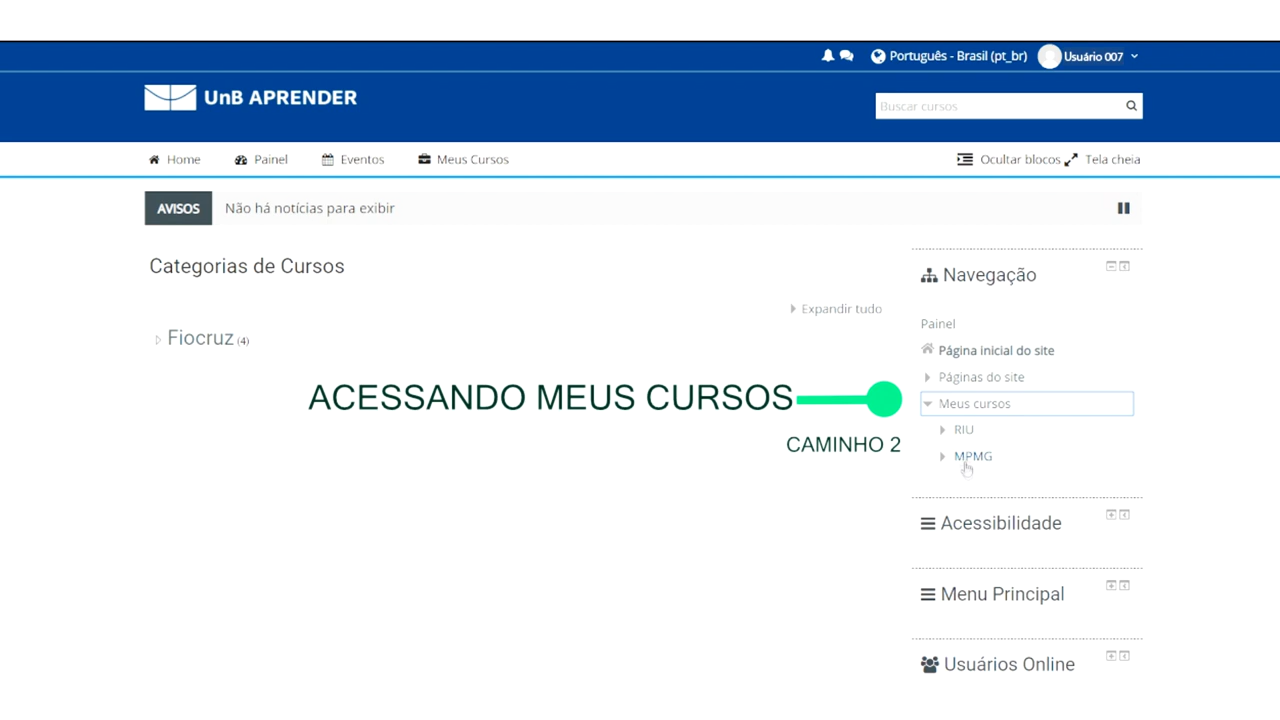 Português - Brasil (pt_br) Usuário 007
UnB APRENDER
Buscar cursos
Home Painel Eventos Meus Cursos Ocultar blocos Tela cheia
AVISOS Não há notícias para exibir
Categorias de Cursos
Navegação
Expandir tudo
Painel
Fiocruz (4)
Página inicial do site
Páginas do site
ACESSANDO MEUS CURSOS
Meus cursos
RIU
CAMINHO 2
MPMG
Acessibilidade
Menu Principal
Usuários Online